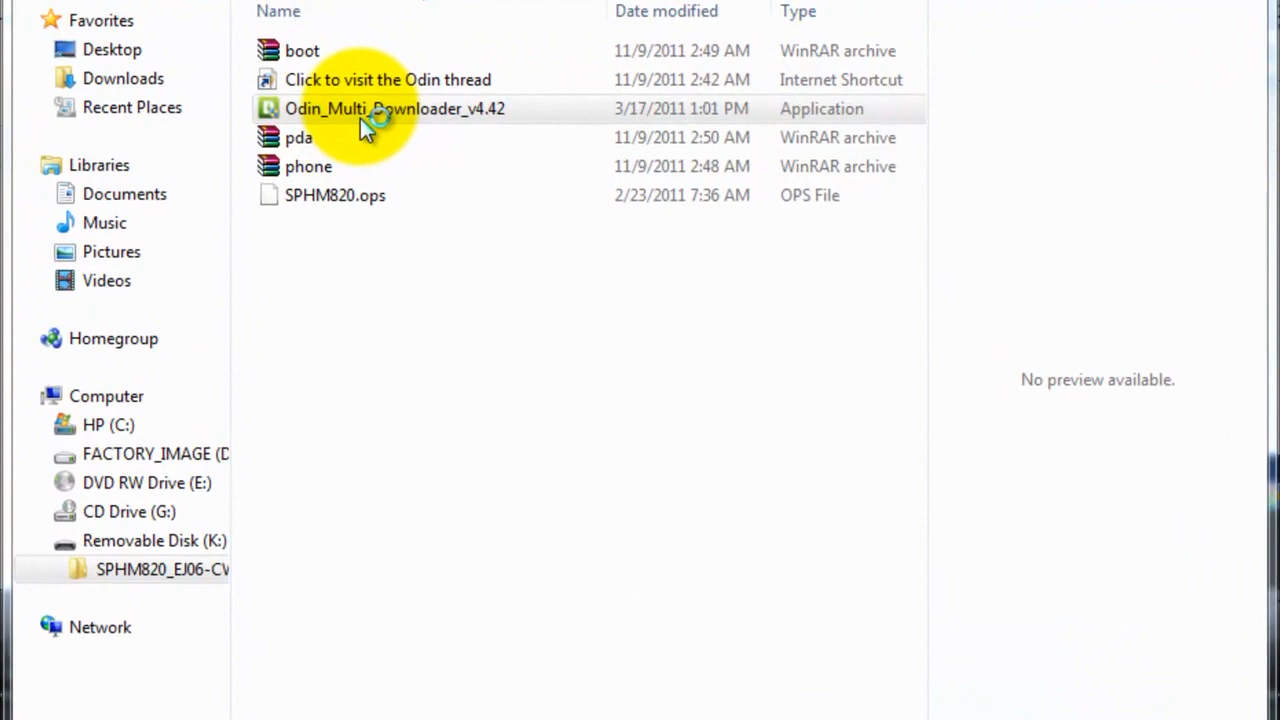 Favorites
Desktop
Downloads
Recent Places
Libraries
Documents
Music
Pictures
Videos
Homegroup
Computer
HP (C:)
FACTORY_IMAGE (D
DVD RW Drive (E:)
CD Drive (G:)
Removable Disk (K:)
SPHM820_EJ06-CW
Network
Name Date modified Type
boot 11/9/2011 2:49 AM WinRAR archive
Click to visit the Odin thread 11/9/2011 2:42 AM Internet Shortcut
Odin_Multi_Downloader_v4.42 3/17/2011 1:01 PM Application
pda 11/9/2011 2:50 AM WinRAR archive
phone 11/9/2011 2:48 AM WinRAR archive
SPHM820.ops 2/23/2011 7:36 AM OPS File
No preview available.